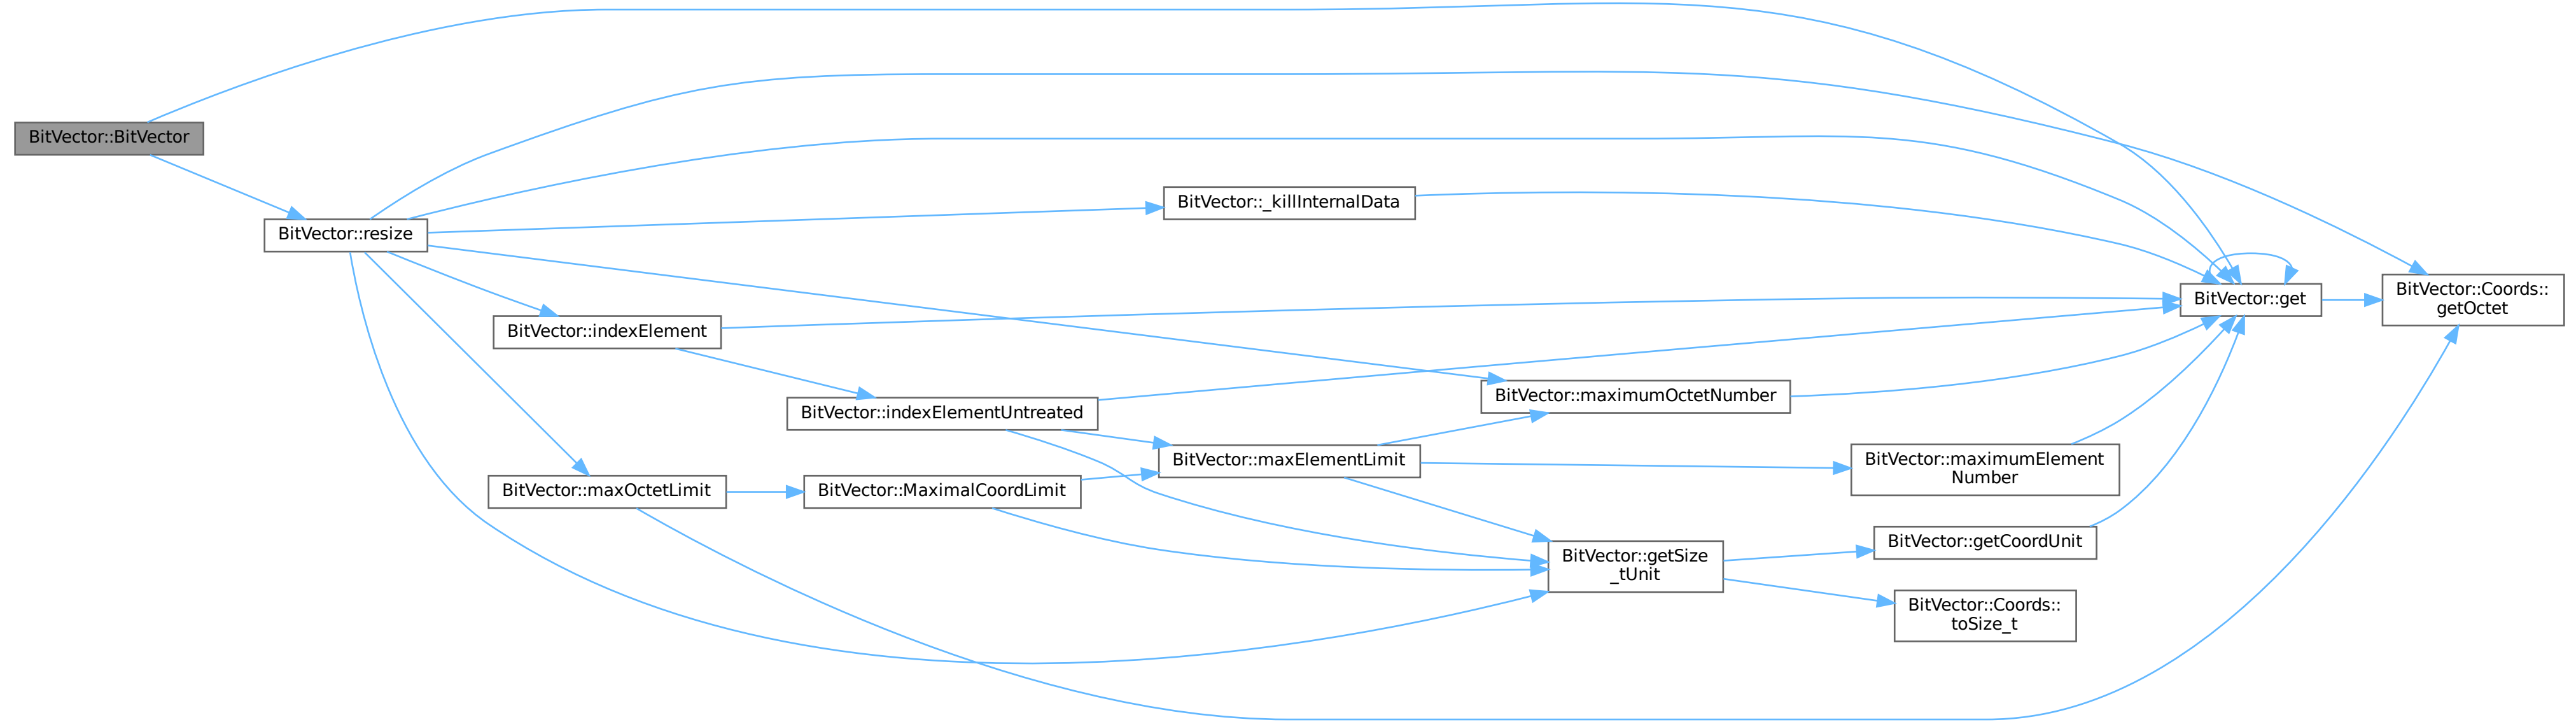 BitVector::BitVector
BitVector::resize
BitVector::_killInternalData
BitVector::indexElement
BitVector::indexElementUntreated
BitVector::maxOctetLimit
BitVector::MaximalCoordLimit
BitVector::maxElementLimit
BitVector::maximumOctetNumber
BitVector::getSize
_tUnit
BitVector::maximumElement
Number
BitVector::getCoordUnit
BitVector::Coords::
toSize_t
BitVector::get
BitVector::Coords::
getOctet